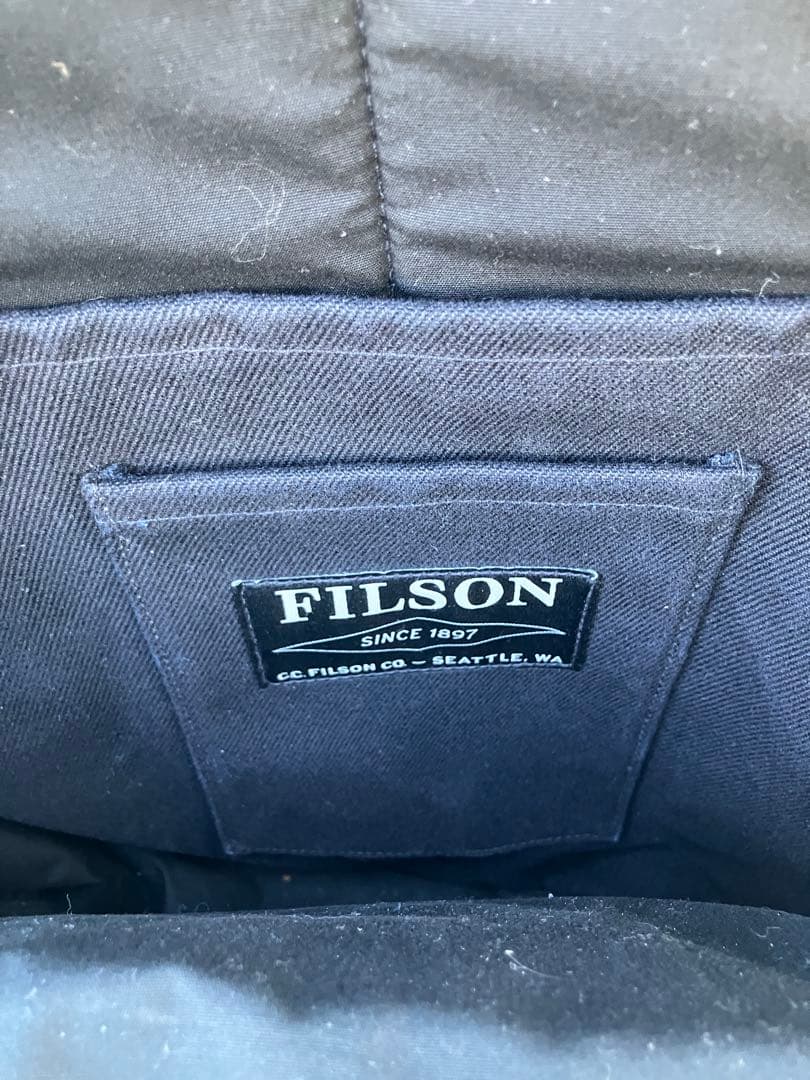 FILSON
SINCE 1897
C.C. FILSON CO. – SEATTLE, WA